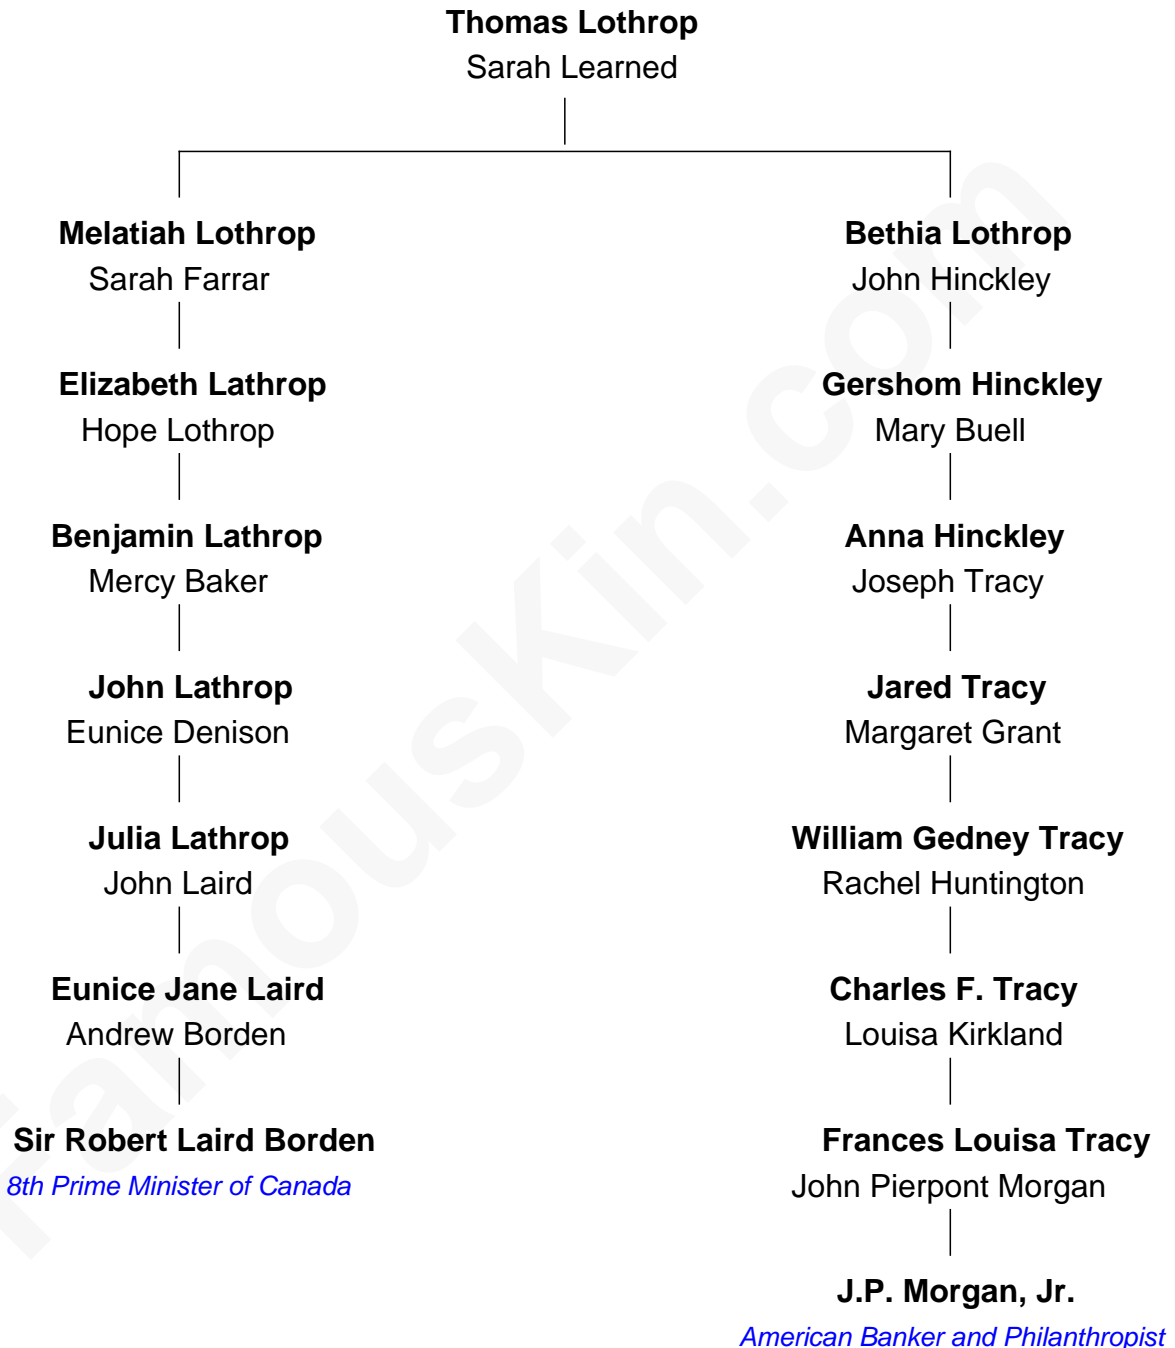 Thomas Lothrop
Sarah Learned
Melatiah Lothrop
Sarah Farrar
Bethia Lothrop
John Hinckley
Elizabeth Lathrop
Hope Lothrop
Gershom Hinckley
Mary Buell
Benjamin Lathrop
Mercy Baker
Anna Hinckley
Joseph Tracy
John Lathrop
Eunice Denison
Jared Tracy
Margaret Grant
Julia Lathrop
John Laird
William Gedney Tracy
Rachel Huntington
Eunice Jane Laird
Andrew Borden
Charles F. Tracy
Louisa Kirkland
Sir Robert Laird Borden
8th Prime Minister of Canada
Frances Louisa Tracy
John Pierpont Morgan
J.P. Morgan, Jr.
American Banker and Philanthropist
FamousKin.com